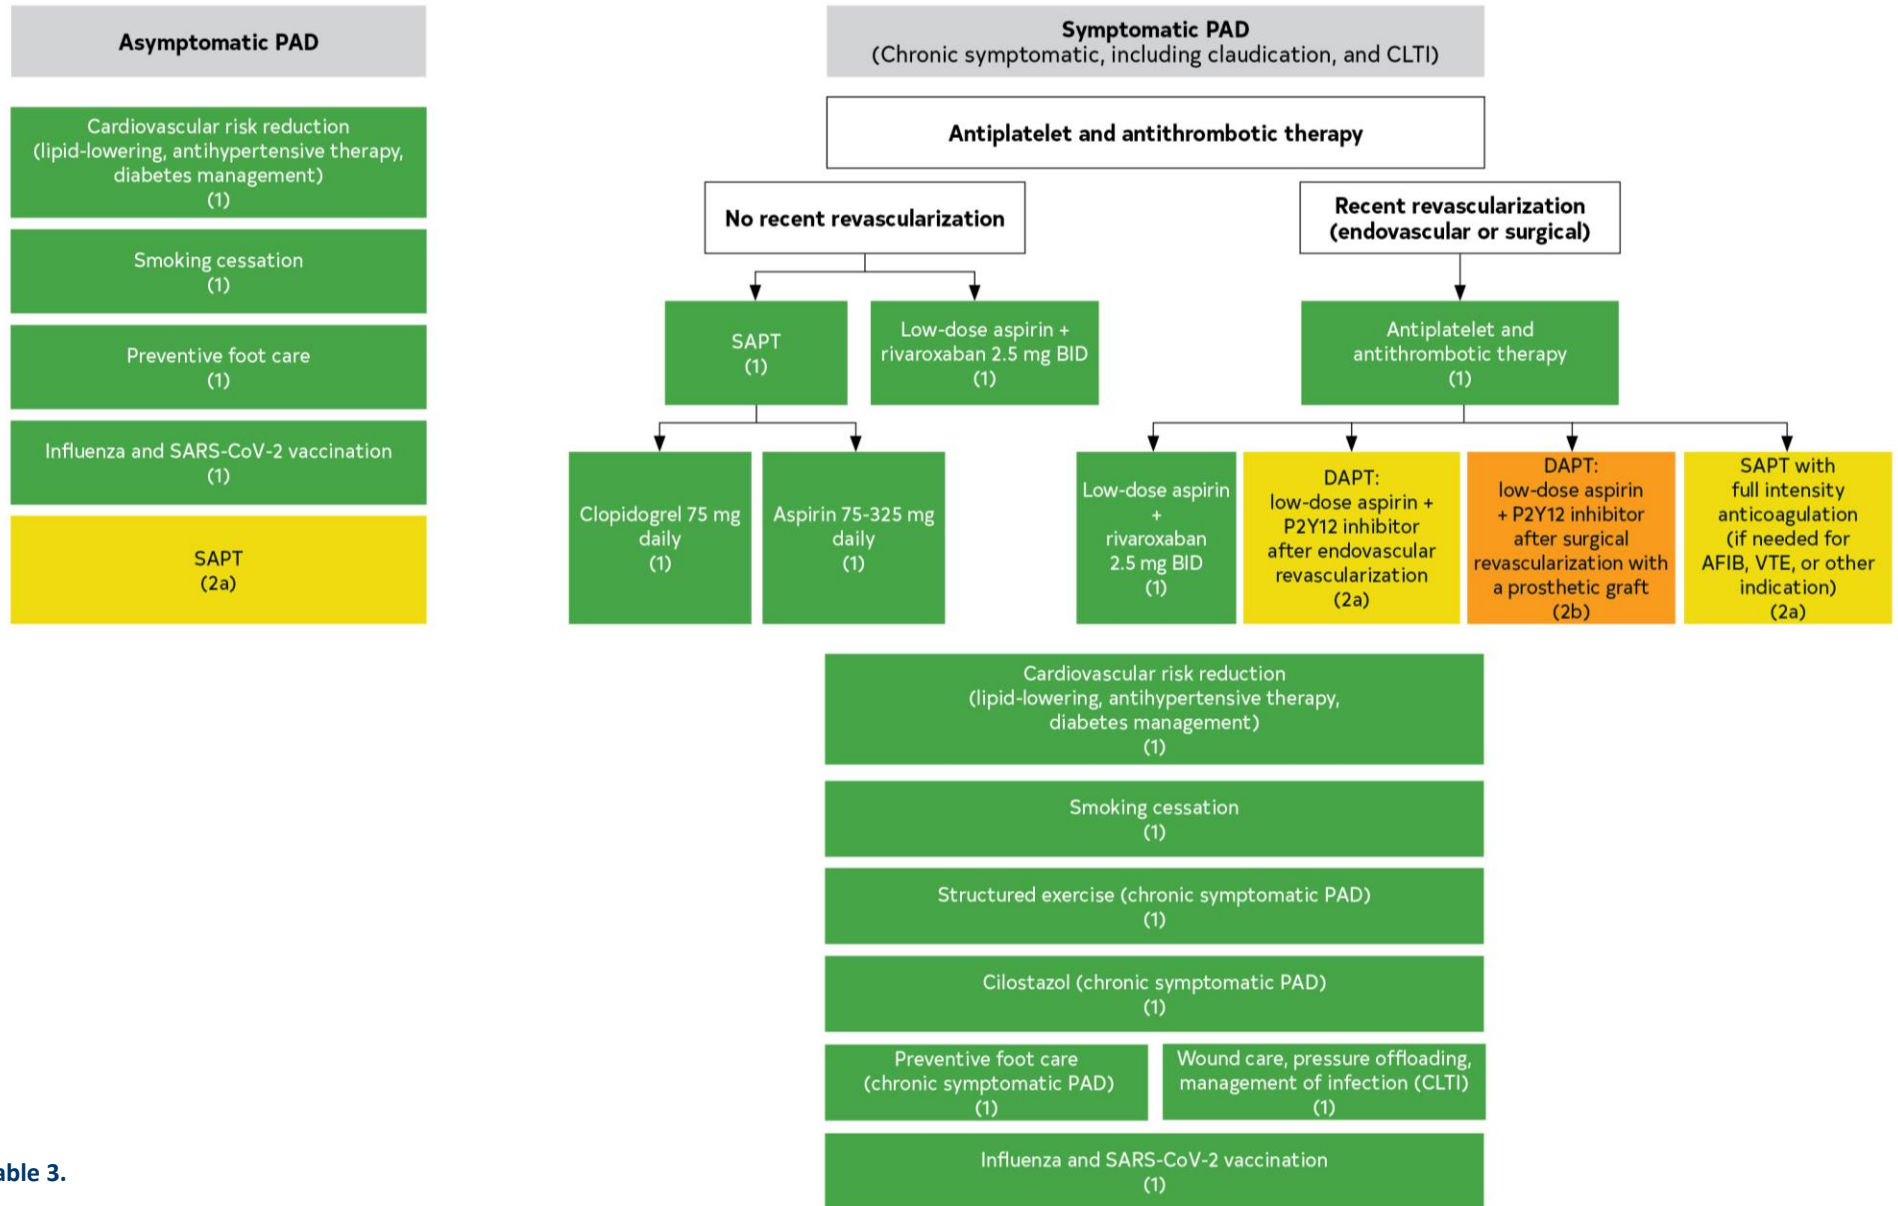 Asymptomatic PAD
Cardiovascular risk reduction
(lipid-lowering, antihypertensive therapy,
diabetes management)
(1)
Smoking cessation
(1)
Preventive foot care
(1)
Influenza and SARS-CoV-2 vaccination
(1)
SAPT
(2a)
Symptomatic PAD
(Chronic symptomatic, including claudication, and CLTI)
Antiplatelet and antithrombotic therapy
No recent revascularization
Recent revascularization
(endovascular or surgical)
SAPT
(1)
Low-dose aspirin +
rivaroxaban 2.5 mg BID
(1)
Antiplatelet and
antithrombotic therapy
(1)
Clopidogrel 75 mg
daily
(1)
Aspirin 75-325 mg
daily
(1)
Low-dose aspirin
+
rivaroxaban
2.5 mg BID
(1)
DAPT:
low-dose aspirin +
P2Y12 inhibitor
after endovascular
revascularization
(2a)
DAPT:
low-dose aspirin
+ P2Y12 inhibitor
after surgical
revascularization with
a prosthetic graft
(2b)
SAPT with
full intensity
anticoagulation
(if needed for
AFIB, VTE, or other
indication)
(2a)
Cardiovascular risk reduction
(lipid-lowering, antihypertensive therapy,
diabetes management)
(1)
Smoking cessation
(1)
Structured exercise (chronic symptomatic PAD)
(1)
Cilostazol (chronic symptomatic PAD)
(1)
Preventive foot care
(chronic symptomatic PAD)
(1)
Wound care, pressure offloading,
management of infection (CLTI)
(1)
Influenza and SARS-CoV-2 vaccination
(1)
able 3.